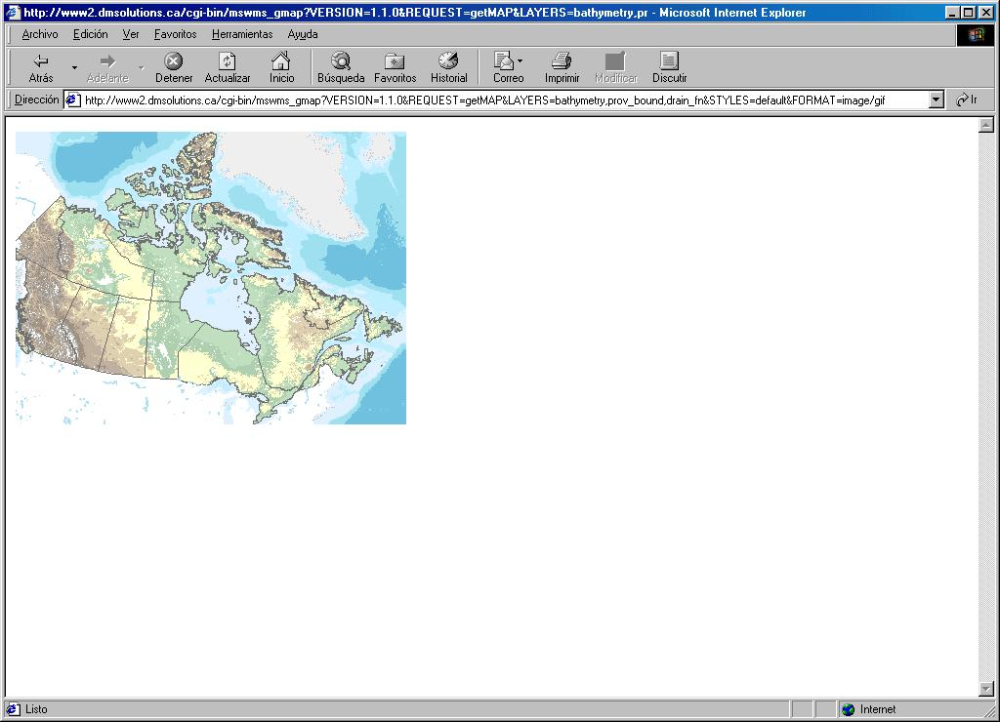 http://www2.dmsolutions.ca/cgi-bin/mswms_gmap?VERSION=1.1.0&REQUEST=getMAP&LAYERS=bathymetry,pr - Microsoft Internet Explorer
Archivo Edición Ver Favoritos Herramientas Ayuda
Atrás Adelante Detener Actualizar Inicio Búsqueda Favoritos Historial Correo Imprimir Modificar Discutir
Dirección http://www2.dmsolutions.ca/cgi-bin/mswms_gmap?VERSION=1.1.0&REQUEST=getMAP&LAYERS=bathymetry,prov_bound,drain_fn&STYLES=default&FORMAT=image/gif Ir
Listo Internet